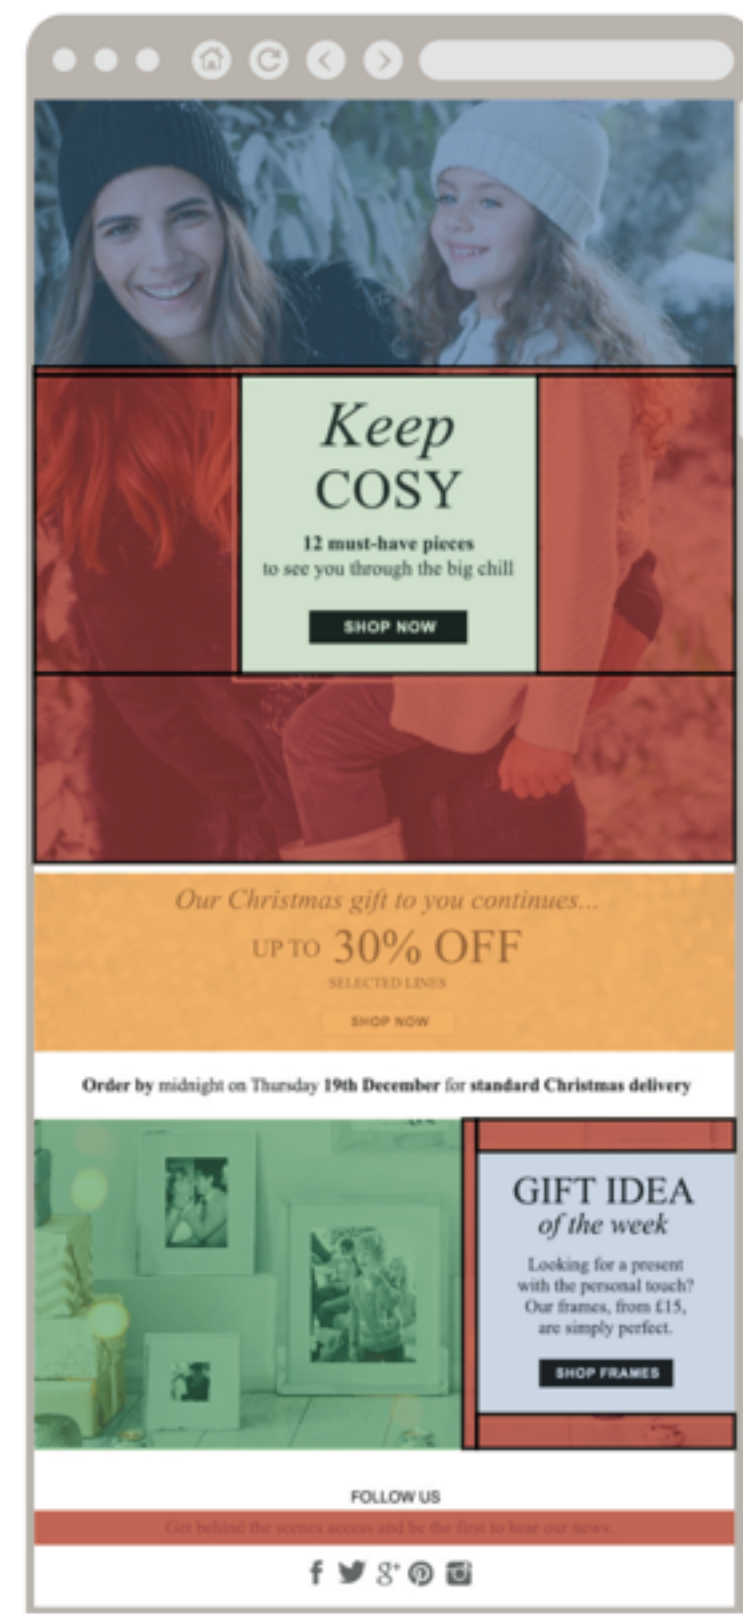 Keep
COSY
12 must-have pieces
to see you through the big chill
SHOP NOW
Our Christmas gift to you continues...
UP TO 30% OFF
SELECTED LINES
SHOP NOW
Order by midnight on Thursday 19th December for standard Christmas delivery
GIFT IDEA
of the week
Looking for a present
with the personal touch?
Our frames, from £15,
are simply perfect.
SHOP FRAMES
FOLLOW US
Get behind the scenes access and be the first to hear our news.